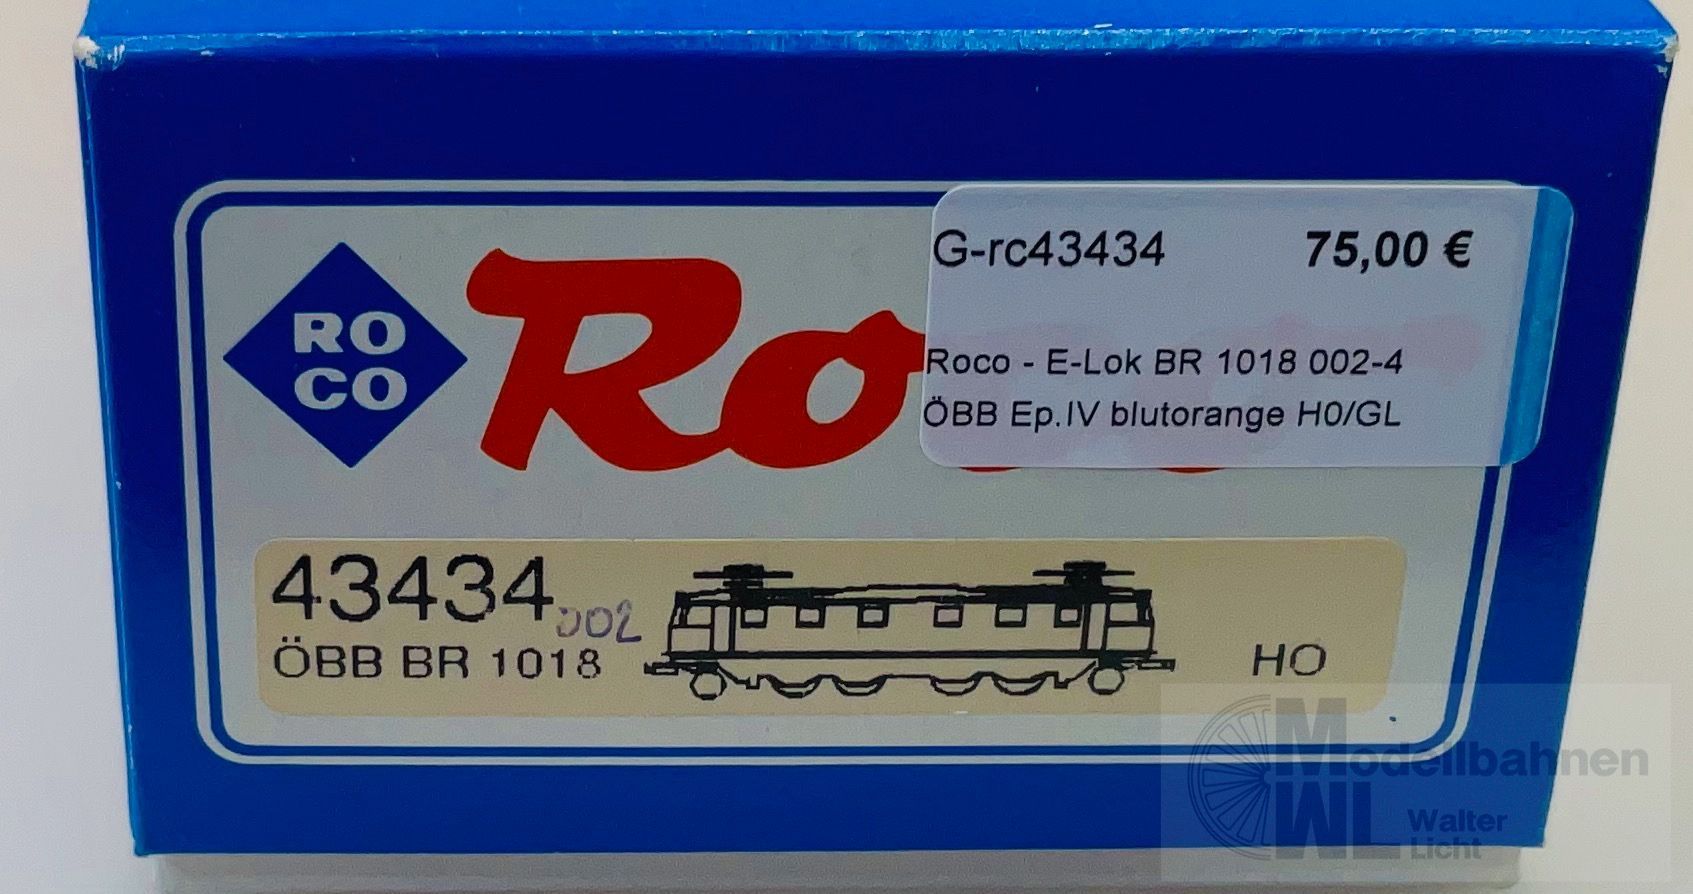 RO
CO
Ro
G-rc43434 75,00 €
Roco - E-Lok BR 1018 002-4
ÖBB Ep.IV blutorange H0/GL
43434
002
ÖBB BR 1018
HO
Modellbahnen
WL Walter
Licht